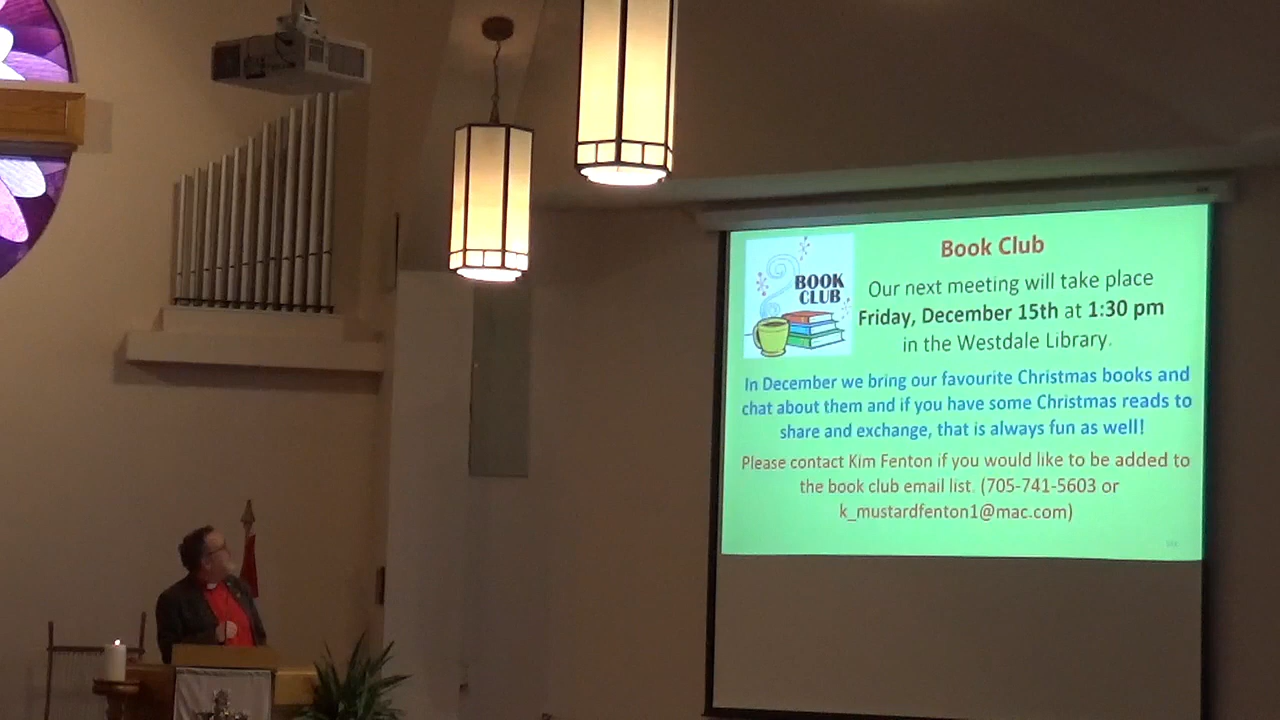 Book Club
BOOK
CLUB
Our next meeting will take place
Friday, December 15th at 1:30 pm
in the Westdale Library.
In December we bring our favourite Christmas books and
chat about them and if you have some Christmas reads to
share and exchange, that is always fun as well!
Please contact Kim Fenton if you would like to be added to
the book club email list. (705-741-5603 or
k_mustardfenton1@mac.com)